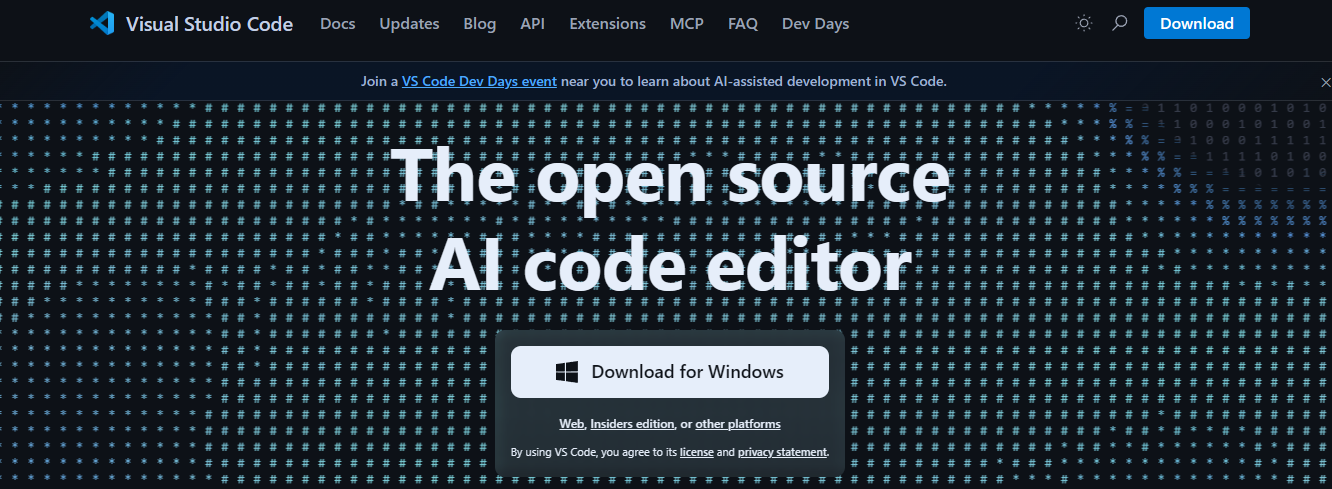 Visual Studio Code Docs Updates Blog API Extensions MCP FAQ Dev Days Download
Join a VS Code Dev Days event near you to learn about AI-assisted development in VS Code.
The open source
AI code editor
Download for Windows
Web, Insiders edition, or other platforms
By using VS Code, you agree to its license and privacy statement.